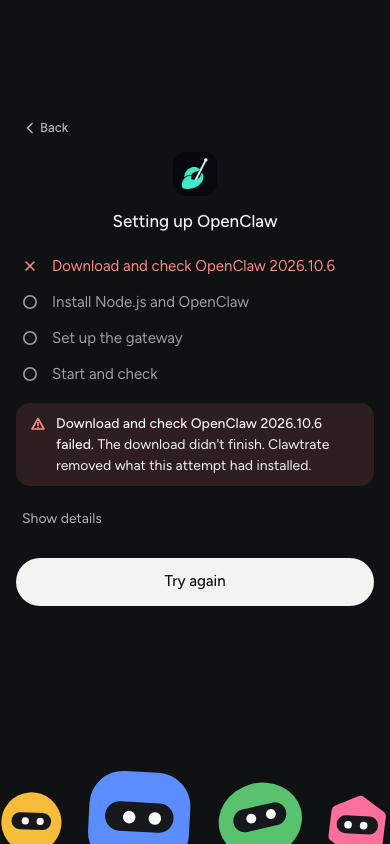 Back
Setting up OpenClaw
Download and check OpenClaw 2026.10.6
Install Node.js and OpenClaw
Set up the gateway
Start and check
Download and check OpenClaw 2026.10.6
failed. The download didn't finish. Clawtrate
removed what this attempt had installed.
Show details
Try again